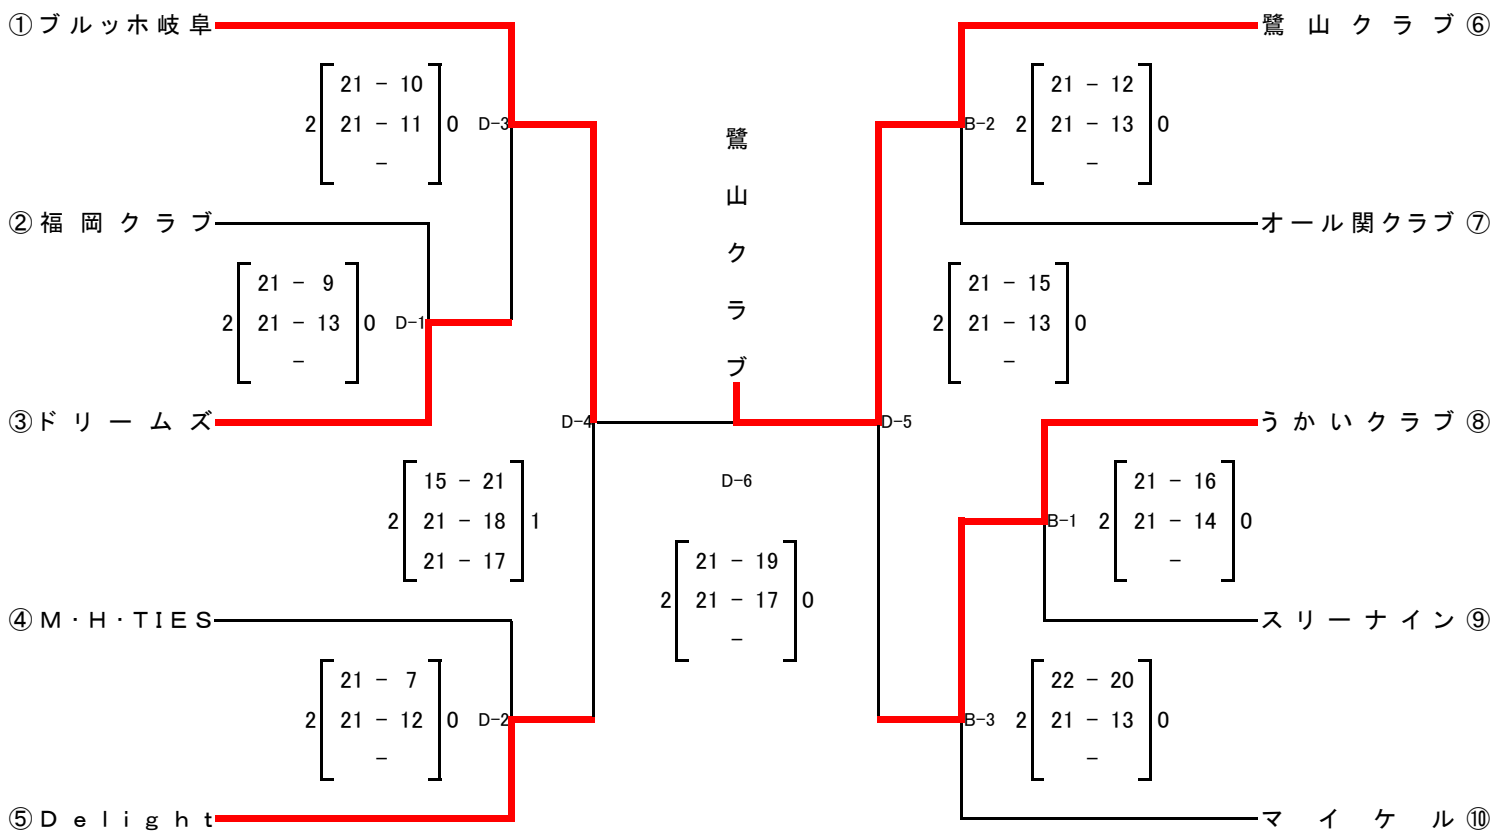 ①ブルッホ岐阜
鷺山クラブ⑥
21 － 10
2 21 － 11 0 D-3
－
B-2 2 21 － 13 0
21 － 12
－
鷺山クラブ
②福岡クラブ
オール関クラブ⑦
21 － 9
2 21 － 13 0 D-1
－
21 － 15
2 21 － 13 0
－
③ドリームズ
D-4
D-5
うかいクラブ⑧
15 － 21
2 21 － 18 1
21 － 17
D-6
21 － 16
B-1 2 21 － 14 0
－
21 － 19
2 21 － 17 0
－
④Ｍ・Ｈ・ＴＩＥＳ
スリーナイン⑨
21 － 7
2 21 － 12 0 D-2
－
22 － 20
B-3 2 21 － 13 0
－
⑤Ｄｅｌｉｇｈｔ
マイケル⑩